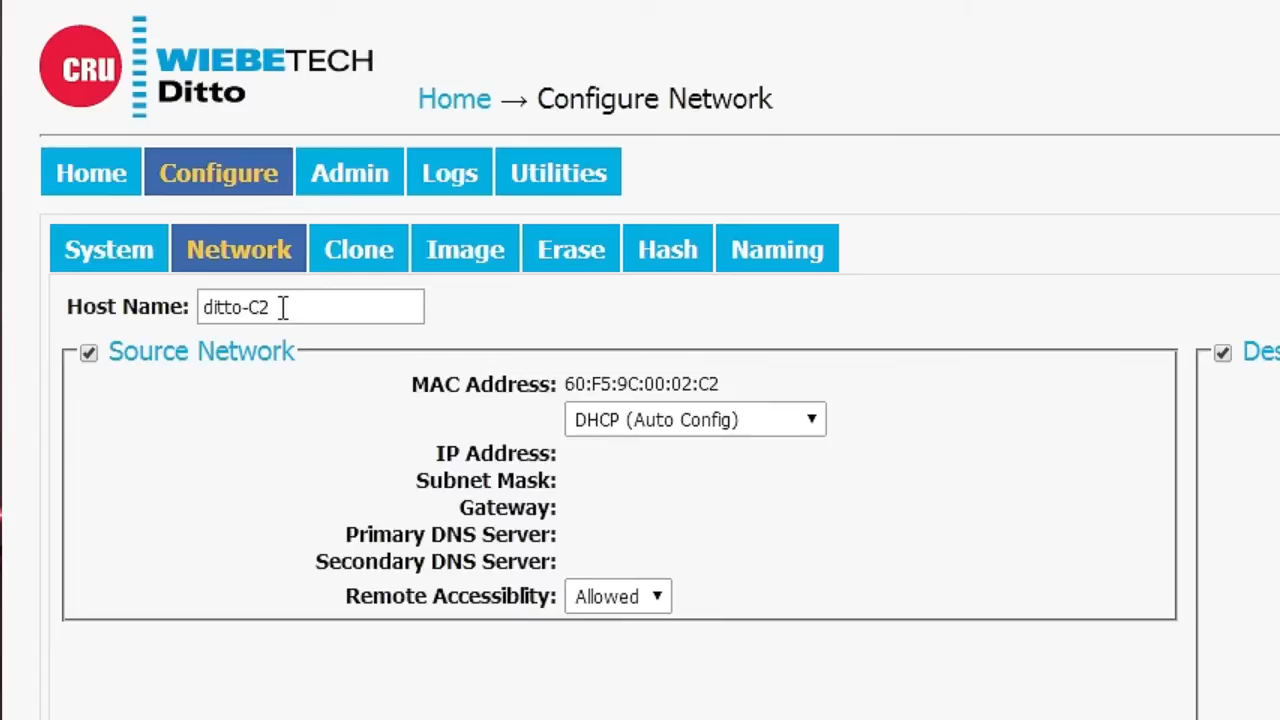 CRU
WIEBETECH
Ditto
Home → Configure Network
Home Configure Admin Logs Utilities
System Network Clone Image Erase Hash Naming
Host Name: ditto-C2
Source Network
Des
MAC Address: 60:F5:9C:00:02:C2
DHCP (Auto Config)
IP Address:
Subnet Mask:
Gateway:
Primary DNS Server:
Secondary DNS Server:
Remote Accessiblity: Allowed